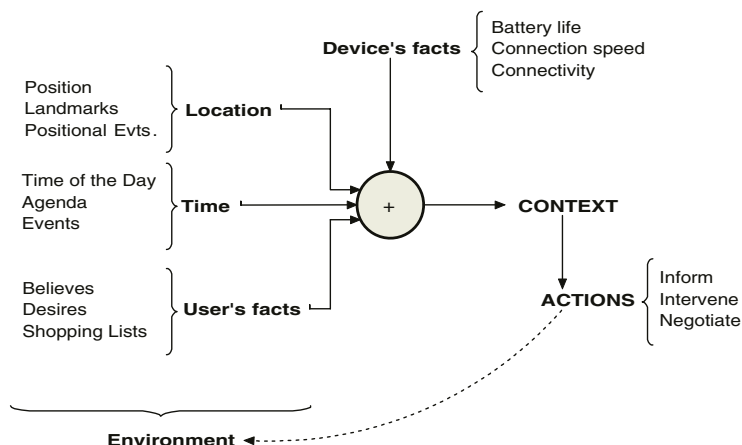 Battery life
Device's facts
Connection speed
Connectivity
Position
Landmarks
Positional Evts.
Location
Time of the Day
Agenda
Events
Time
+
CONTEXT
Believes
Desires
Shopping Lists
User's facts
ACTIONS
Inform
Intervene
Negotiate
Environment